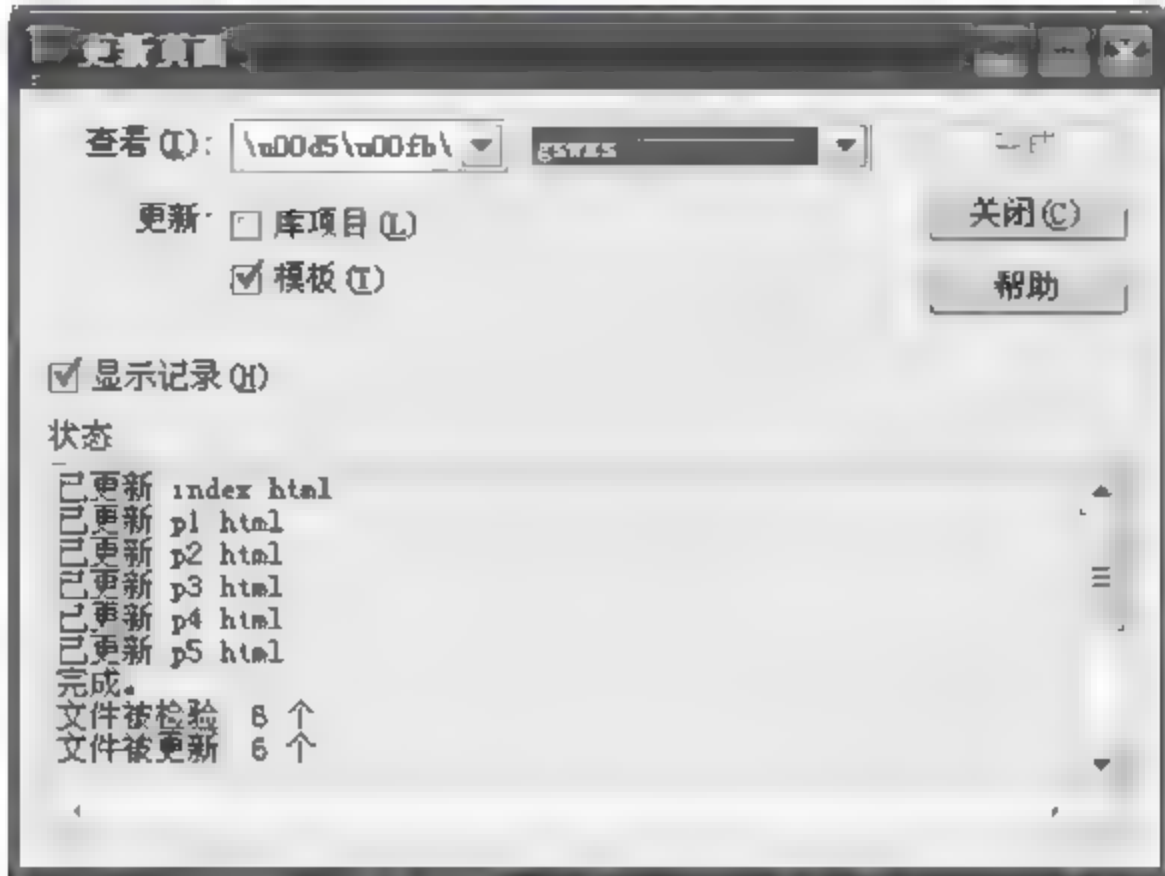 更新页面
查看(I): \u00d5\u00fb\
更新: 库项目(L)
模板(T)
关闭(C)
帮助
显示记录(H)
状态
已更新 index html
已更新 p1 html
已更新 p2 html
已更新 p3 html
已更新 p4 html
已更新 p5 html
完成。
文件被检验 8 个
文件被更新 6 个